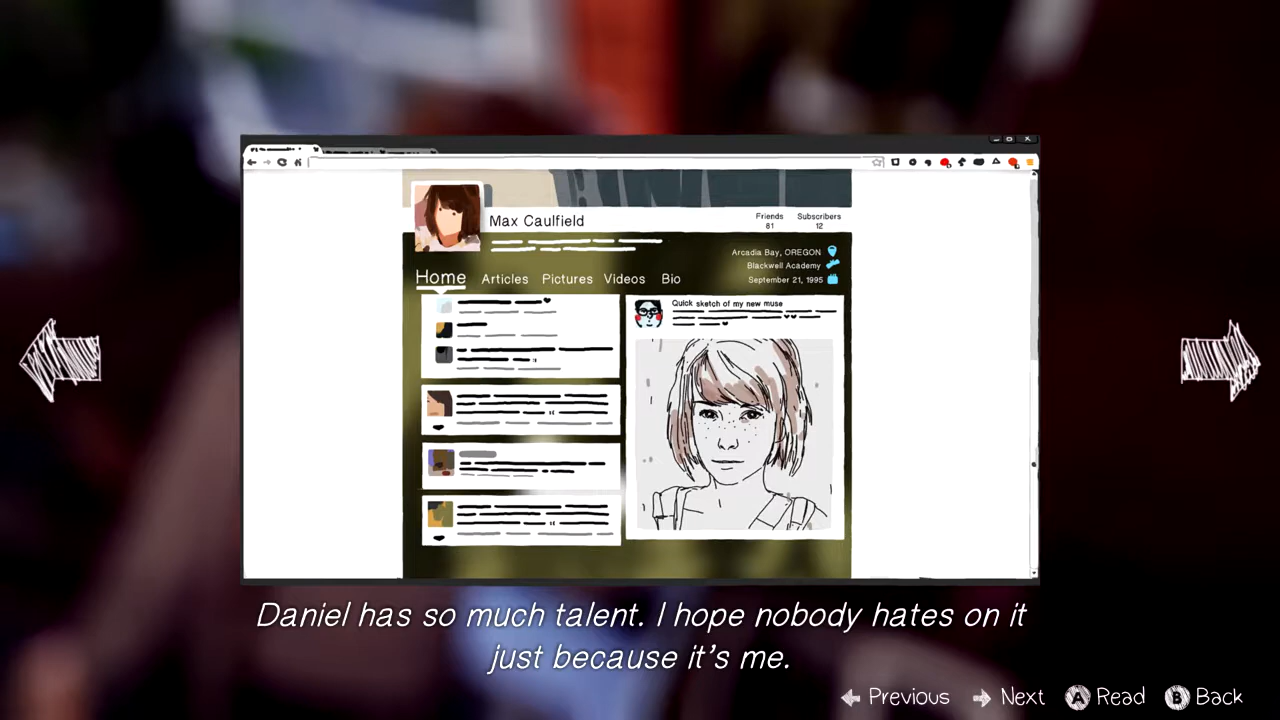 Max Caulfield
Friends
81
Subscribers
12
Arcadia Bay, OREGON
Blackwell Academy
September 21, 1995
Home Articles Pictures Videos Bio
Quick sketch of my new muse
Daniel has so much talent. I hope nobody hates on it
just because it's me.
Previous Next A Read B Back